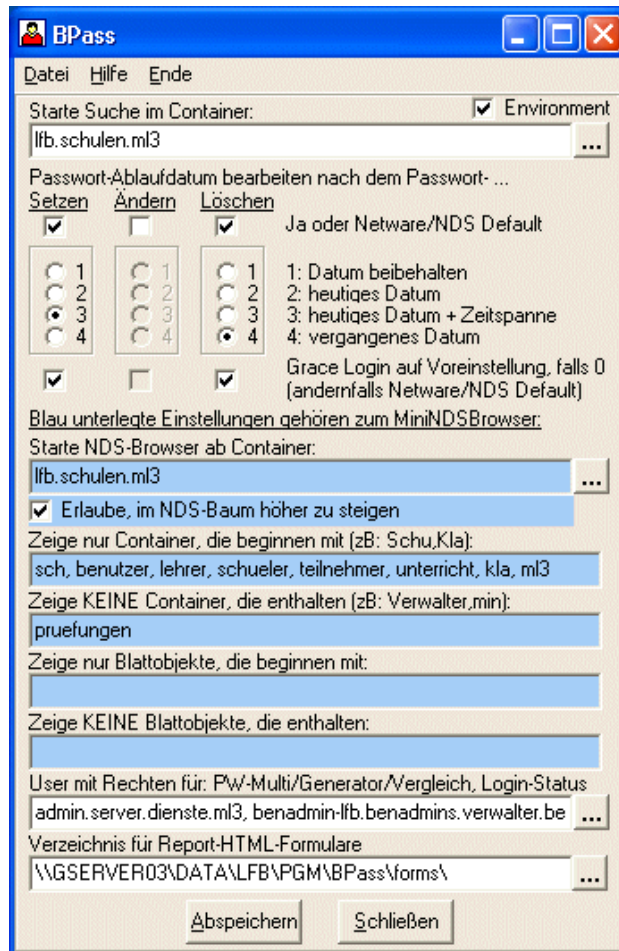 BPass
Datei Hilfe Ende
Starte Suche im Container: Environment
lfb.schulen.ml3 ...
Passwort-Ablaufdatum bearbeiten nach dem Passwort- ...
Setzen Ändern Löschen
Ja oder Netware/NDS Default
1 1 1 1: Datum beibehalten
2 2 2 2: heutiges Datum
3 3 3 3: heutiges Datum + Zeitspanne
4 4 4 4: vergangenes Datum
Grace Login auf Voreinstellung, falls 0
(andernfalls Netware/NDS Default)
Blau unterlegte Einstellungen gehören zum MiniNDSBrowser:
Starte NDS-Browser ab Container:
lfb.schulen.ml3 ...
Erlaube, im NDS-Baum höher zu steigen
Zeige nur Container, die beginnen mit (zB: Schu,Kla):
sch, benutzer, lehrer, schueler, teilnehmer, unterricht, kla, ml3
Zeige KEINE Container, die enthalten (zB: Verwalter,min):
pruefungen
Zeige nur Blattobjekte, die beginnen mit:
Zeige KEINE Blattobjekte, die enthalten:
User mit Rechten für: PW-Multi/Generator/Vergleich, Login-Status
admin.server.dienste.ml3, benadmin-lfb.benadmins.verwalter.be ...
Verzeichnis für Report-HTML-Formulare
\\GSERVER03\DATA\LFB\PGM\BPass\forms\ ...
Abspeichern Schließen